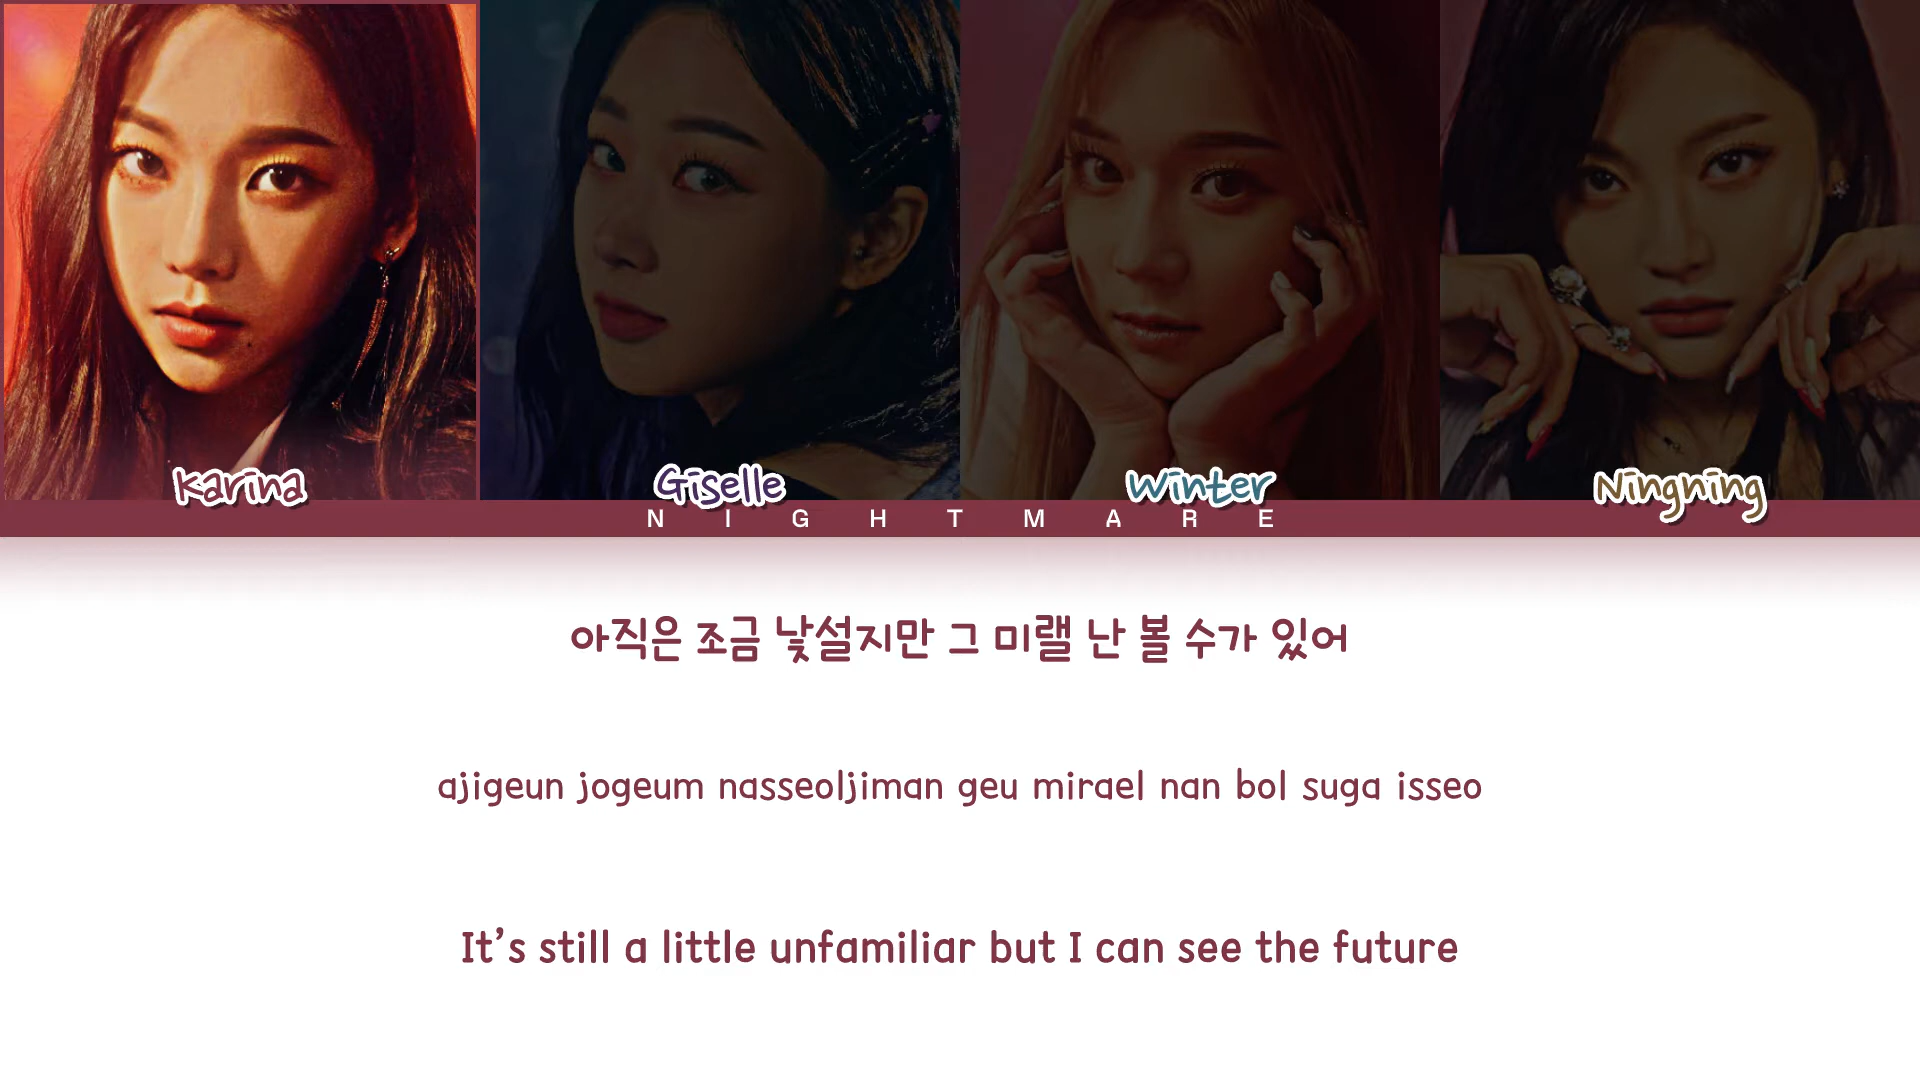 Karina
Giselle
Winter
Ningning
NIGHTMARE
아직은 조금 낯설지만 그 미랠 난 볼 수가 있어
ajigeun jogeum nasseoljiman geu mirael nan bol suga isseo
It’s still a little unfamiliar but I can see the future